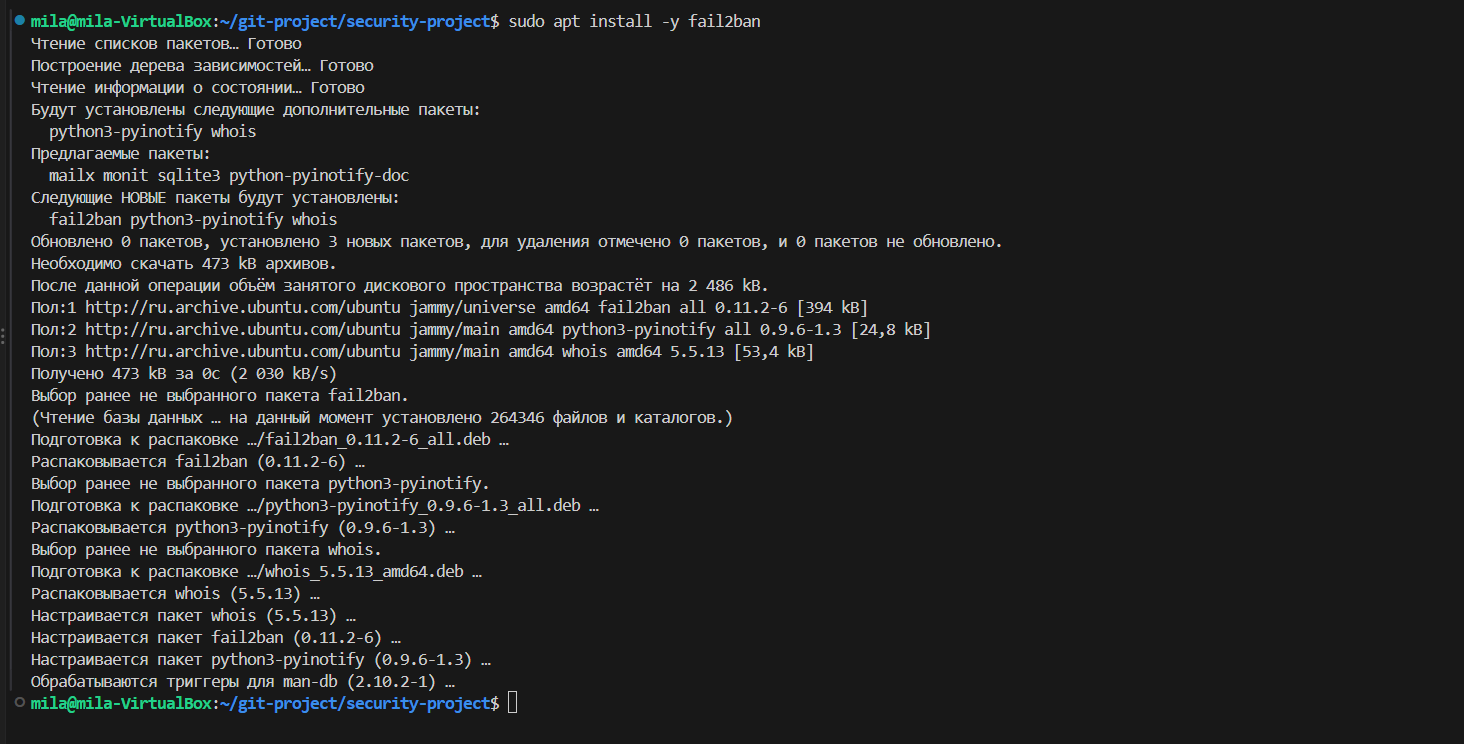 mila@mila-VirtualBox:~/git-project/security-project$ sudo apt install -y fail2ban
Чтение списков пакетов… Готово
Построение дерева зависимостей… Готово
Чтение информации о состоянии… Готово
Будут установлены следующие дополнительные пакеты:
  python3-pyinotify whois
Предлагаемые пакеты:
  mailx monit sqlite3 python-pyinotify-doc
Следующие НОВЫЕ пакеты будут установлены:
  fail2ban python3-pyinotify whois
Обновлено 0 пакетов, установлено 3 новых пакетов, для удаления отмечено 0 пакетов, и 0 пакетов не обновлено.
Необходимо скачать 473 kB архивов.
После данной операции объём занятого дискового пространства возрастёт на 2 486 kB.
Пол:1 http://ru.archive.ubuntu.com/ubuntu jammy/universe amd64 fail2ban all 0.11.2-6 [394 kB]
Пол:2 http://ru.archive.ubuntu.com/ubuntu jammy/main amd64 python3-pyinotify all 0.9.6-1.3 [24,8 kB]
Пол:3 http://ru.archive.ubuntu.com/ubuntu jammy/main amd64 whois amd64 5.5.13 [53,4 kB]
Получено 473 kB за 0с (2 030 kB/s)
Выбор ранее не выбранного пакета fail2ban.
(Чтение базы данных … на данный момент установлено 264346 файлов и каталогов.)
Подготовка к распаковке …/fail2ban_0.11.2-6_all.deb …
Распаковывается fail2ban (0.11.2-6) …
Выбор ранее не выбранного пакета python3-pyinotify.
Подготовка к распаковке …/python3-pyinotify_0.9.6-1.3_all.deb …
Распаковывается python3-pyinotify (0.9.6-1.3) …
Выбор ранее не выбранного пакета whois.
Подготовка к распаковке …/whois_5.5.13_amd64.deb …
Распаковывается whois (5.5.13) …
Настраивается пакет whois (5.5.13) …
Настраивается пакет fail2ban (0.11.2-6) …
Настраивается пакет python3-pyinotify (0.9.6-1.3) …
Обрабатываются триггеры для man-db (2.10.2-1) …
mila@mila-VirtualBox:~/git-project/security-project$